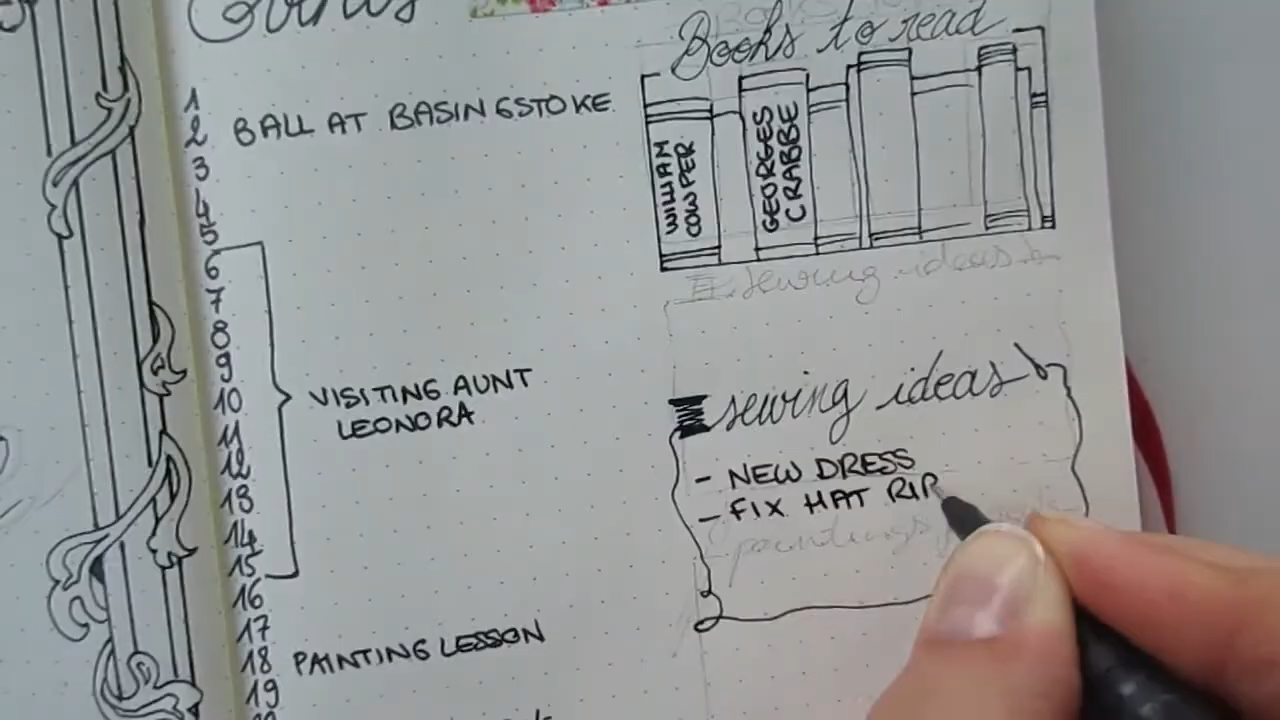 Books to read
1
2 BALL AT BASINGSTOKE
3
4
5
6
7
8
9
10
11
12
13
14
15
VISITING AUNT
LEONORA
16
17
18 PAINTING LESSON
19
WILLIAM
COWPER
GEORGES
CRABBE
sewing ideas
sewing ideas
- NEW DRESS
- FIX HAT RIP